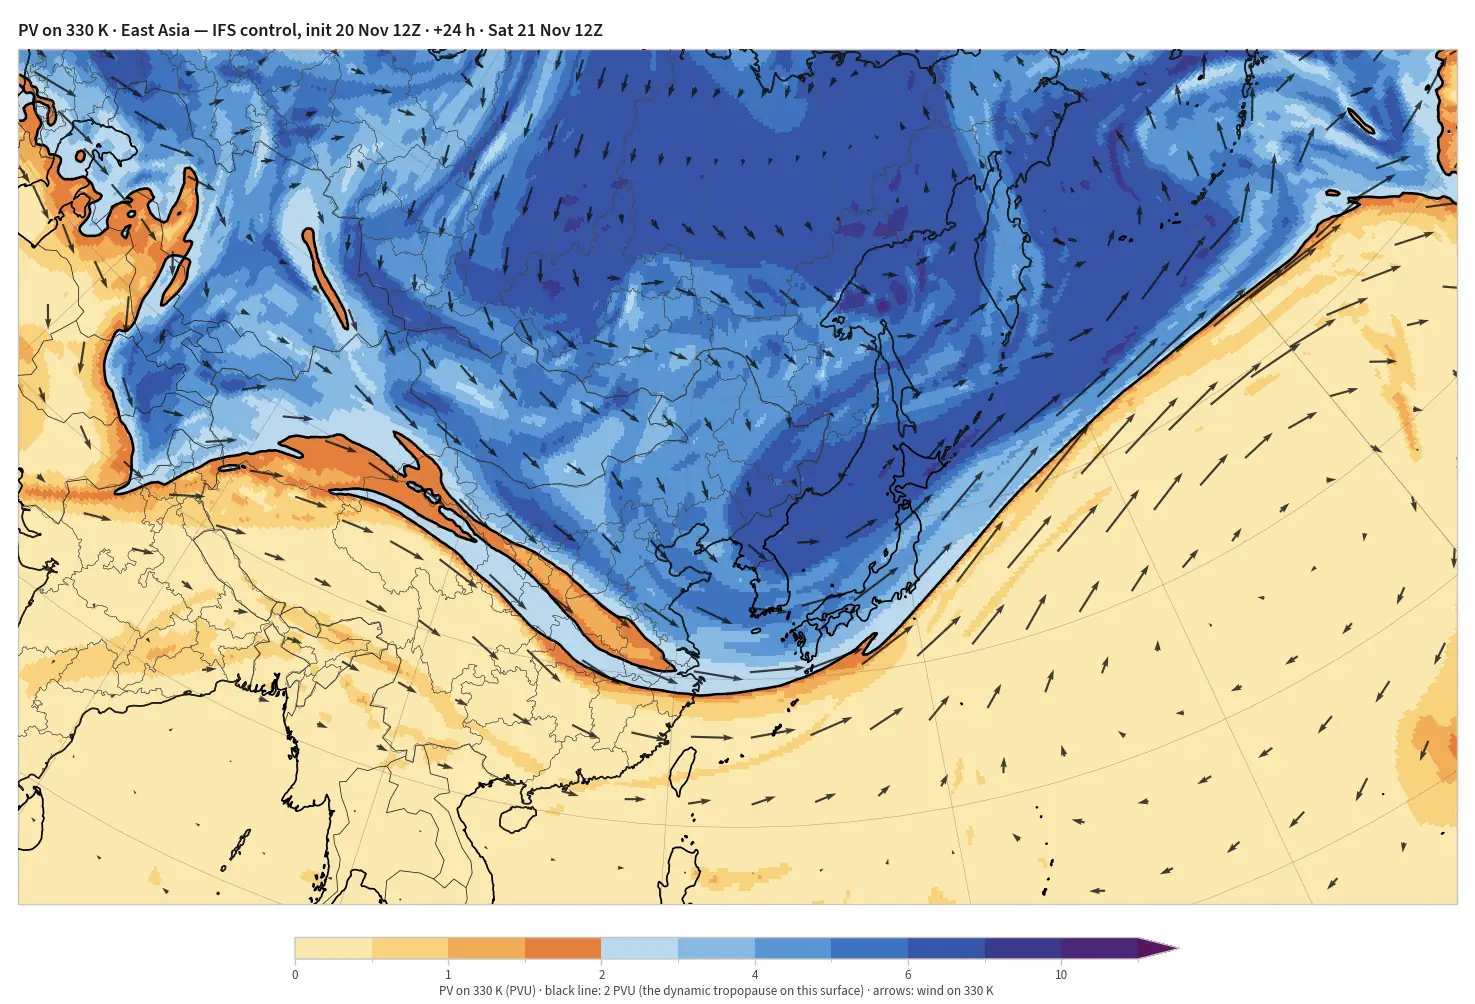 PV on 330 K · East Asia — IFS control, init 20 Nov 12Z · +24 h · Sat 21 Nov 12Z
0 1 2 4 6 10
PV on 330 K (PVU) · black line: 2 PVU (the dynamic tropopause on this surface) · arrows: wind on 330 K